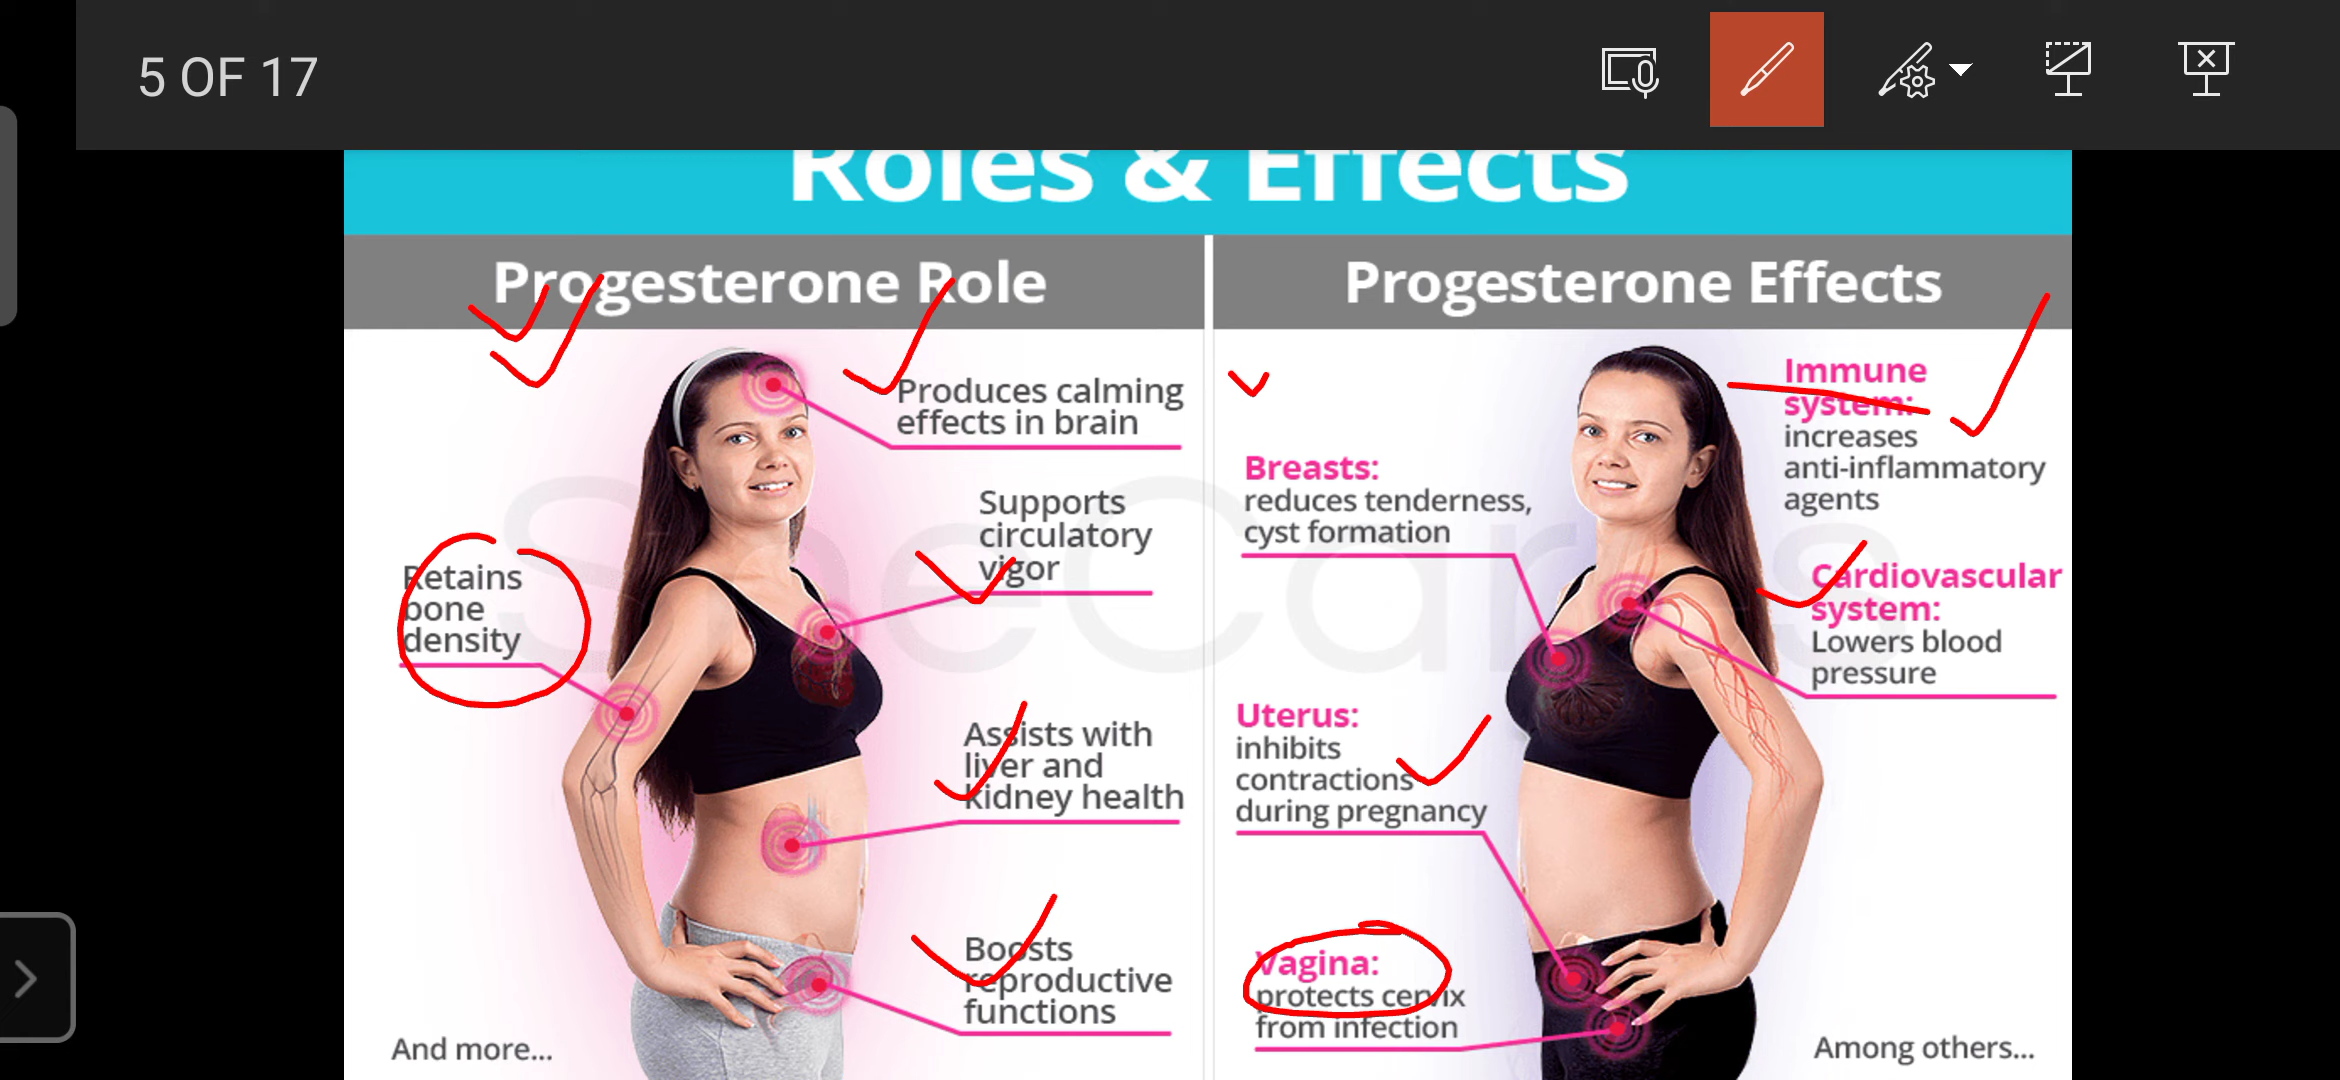 5 OF 17
Roles & Effects
Progesterone Role
Produces calming
effects in brain
Supports
circulatory
vigor
Retains
bone
density
Assists with
liver and
kidney health
Boosts
reproductive
functions
And more...
Progesterone Effects
Immune
system:
increases
anti-inflammatory
agents
Breasts:
reduces tenderness,
cyst formation
Cardiovascular
system:
Lowers blood
pressure
Uterus:
inhibits
contractions
during pregnancy
Vagina:
protects cervix
from infection
Among others...
SheCares